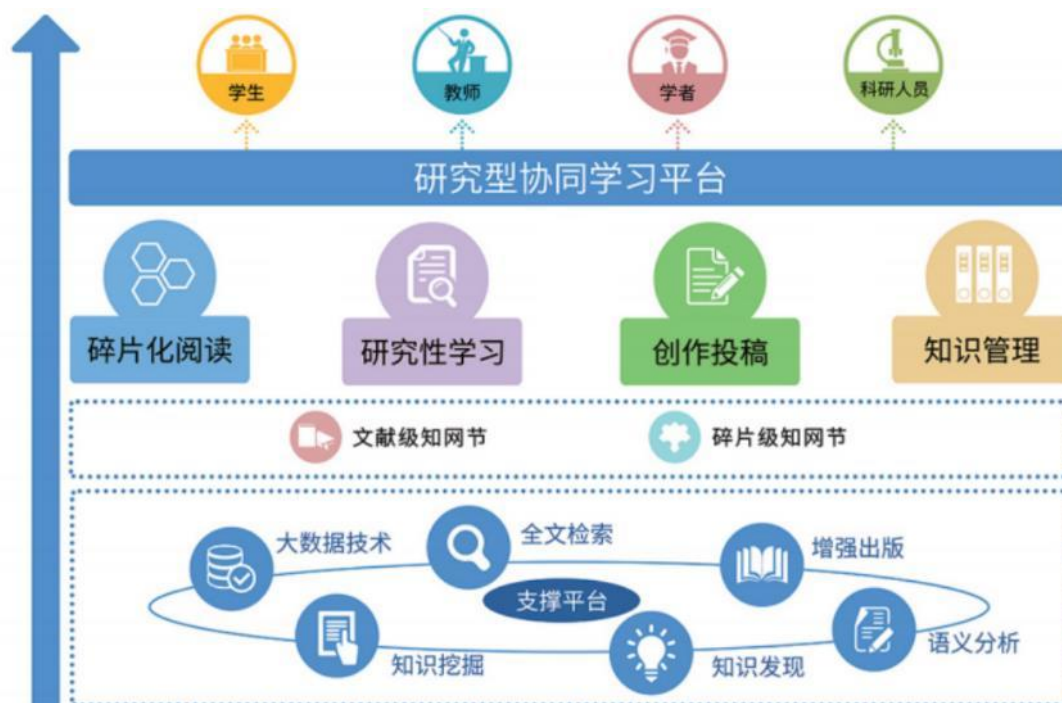 学生
教师
学者
科研人员
研究型协同学习平台
碎片化阅读
研究性学习
创作投稿
知识管理
文献级知网节
碎片级知网节
大数据技术
全文检索
增强出版
支撑平台
知识挖掘
知识发现
语义分析